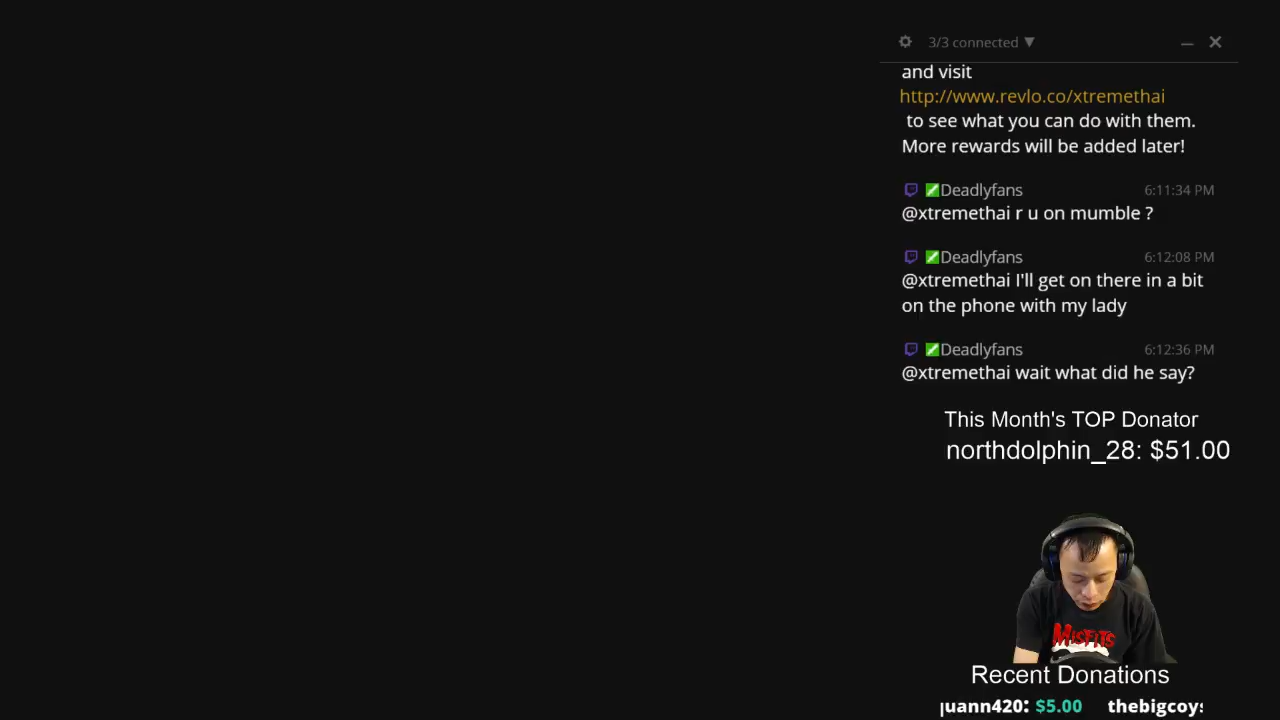 3/3 connected ▼
and visit
http://www.revlo.co/xtremethai
to see what you can do with them.
More rewards will be added later!
Deadlyfans 6:11:34 PM
@xtremethai r u on mumble ?
Deadlyfans 6:12:08 PM
@xtremethai I'll get on there in a bit
on the phone with my lady
Deadlyfans 6:12:36 PM
@xtremethai wait what did he say?
This Month's TOP Donator
northdolphin_28: $51.00
MISFITS
Recent Donations
uann420: $5.00 thebigcoy